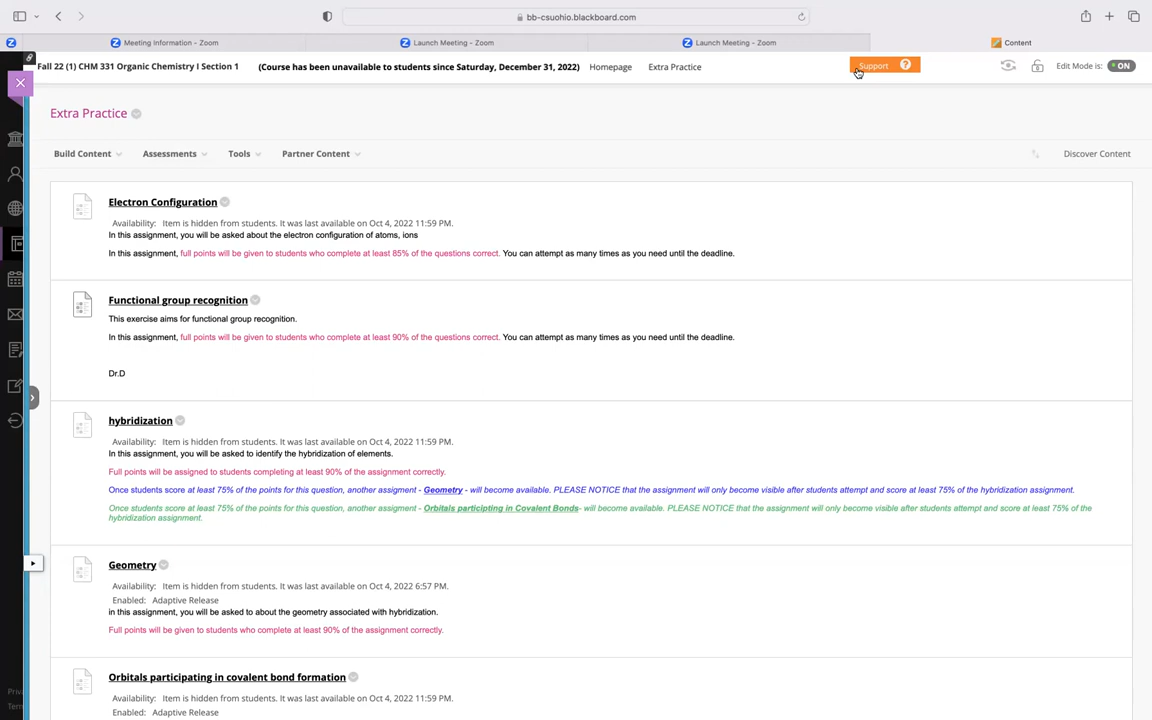 bb-csuohio.blackboard.com
Meeting Information - Zoom
Launch Meeting - Zoom
Launch Meeting - Zoom
Content
Fall 22 (1) CHM 331 Organic Chemistry I Section 1
(Course has been unavailable to students since Saturday, December 31, 2022)
Homepage
Extra Practice
Support
?
Edit Mode is:
ON
Extra Practice
Build Content
Assessments
Tools
Partner Content
Discover Content
Electron Configuration
Availability: Item is hidden from students. It was last available on Oct 4, 2022 11:59 PM.
In this assignment, you will be asked about the electron configuration of atoms, ions
In this assignment, full points will be given to students who complete at least 85% of the questions correct. You can attempt as many times as you need until the deadline.
Functional group recognition
This exercise aims for functional group recognition.
In this assignment, full points will be given to students who complete at least 90% of the questions correct. You can attempt as many times as you need until the deadline.
Dr.D
hybridization
Availability: Item is hidden from students. It was last available on Oct 4, 2022 11:59 PM.
In this assignment, you will be asked to identify the hybridization of elements.
Full points will be assigned to students completing at least 90% of the assignment correctly.
Once students score at least 75% of the points for this question, another assigment - Geometry - will become available. PLEASE NOTICE that the assignment will only become visible after students attempt and score at least 75% of the hybridization assignment.
Once students score at least 75% of the points for this question, another assigment - Orbitals particpting in Covalent Bonds- will become available. PLEASE NOTICE that the assignment will only become visible after students attempt and score at least 75% of the
hybridization assignment.
Geometry
Availability: Item is hidden from students. It was last available on Oct 4, 2022 6:57 PM.
Enabled: Adaptive Release
in this assignment, you will be asked to about the geometry associated with hybridization.
Full points will be given to students who complete at least 90% of the assignment correctly.
Orbitals participating in covalent bond formation
Availability: Item is hidden from students. It was last available on Oct 4, 2022 11:59 PM.
Enabled: Adaptive Release